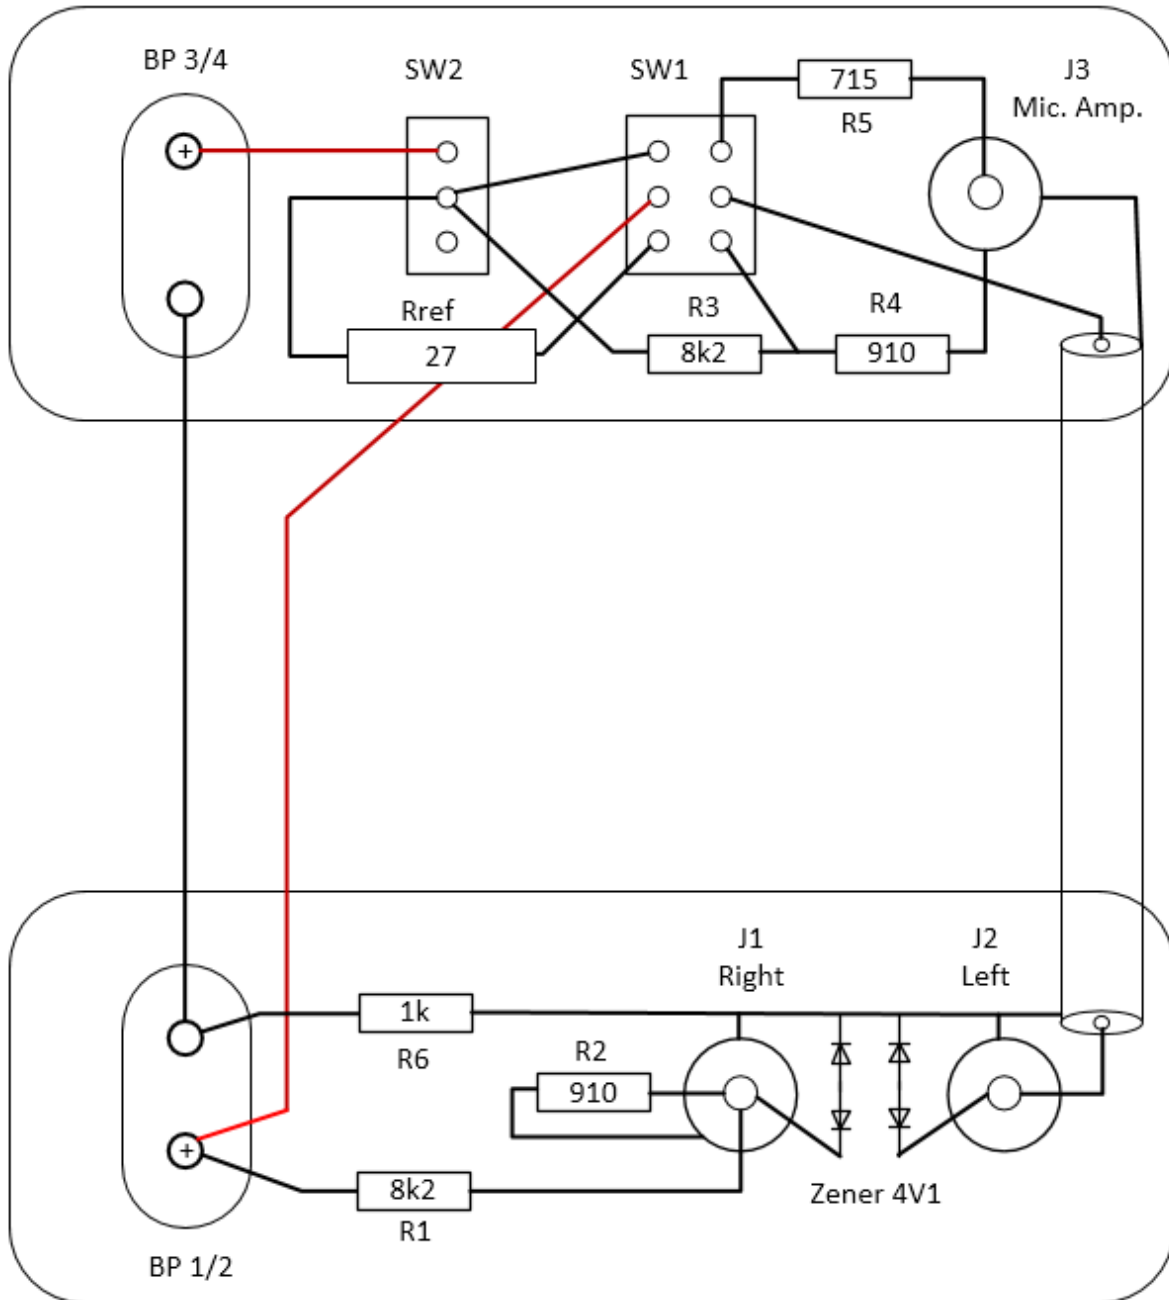 BP 3/4
SW2
SW1
715
R5
J3
Mic. Amp.
+
Rref
27
R3
8k2
R4
910
J1
Right
J2
Left
1k
R6
R2
910
+
8k2
R1
Zener 4V1
BP 1/2